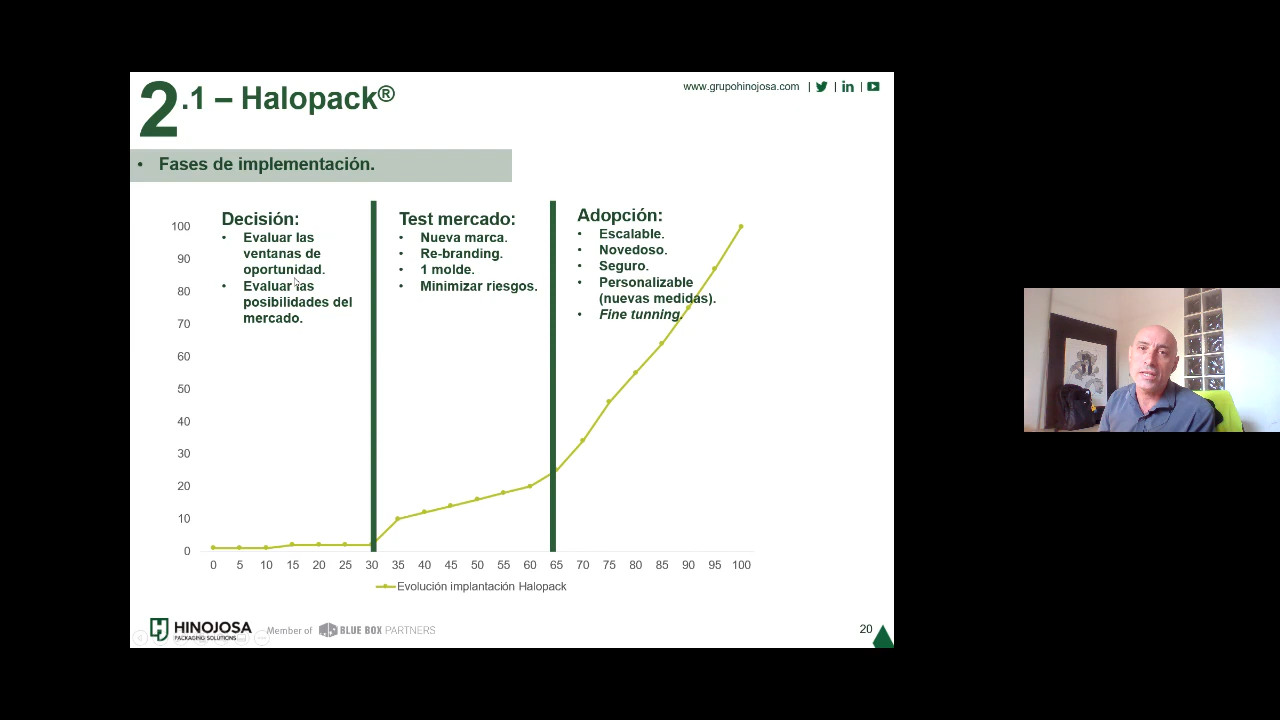 2.1 – Halopack®
www.grupohinojosa.com | | |
• Fases de implementación.
Decisión:
• Evaluar las
ventanas de
oportunidad.
• Evaluar las
posibilidades del
mercado.
Test mercado:
• Nueva marca.
• Re-branding.
• 1 molde.
• Minimizar riesgos.
Adopción:
• Escalable.
• Novedoso.
• Seguro.
• Personalizable
(nuevas medidas).
• Fine tunning.
100
90
80
70
60
50
40
30
20
10
0
0 5 10 15 20 25 30 35 40 45 50 55 60 65 70 75 80 85 90 95 100
Evolución implantación Halopack
HINOJOSA
PACKAGING SOLUTIONS
Member of BLUE BOX PARTNERS
20